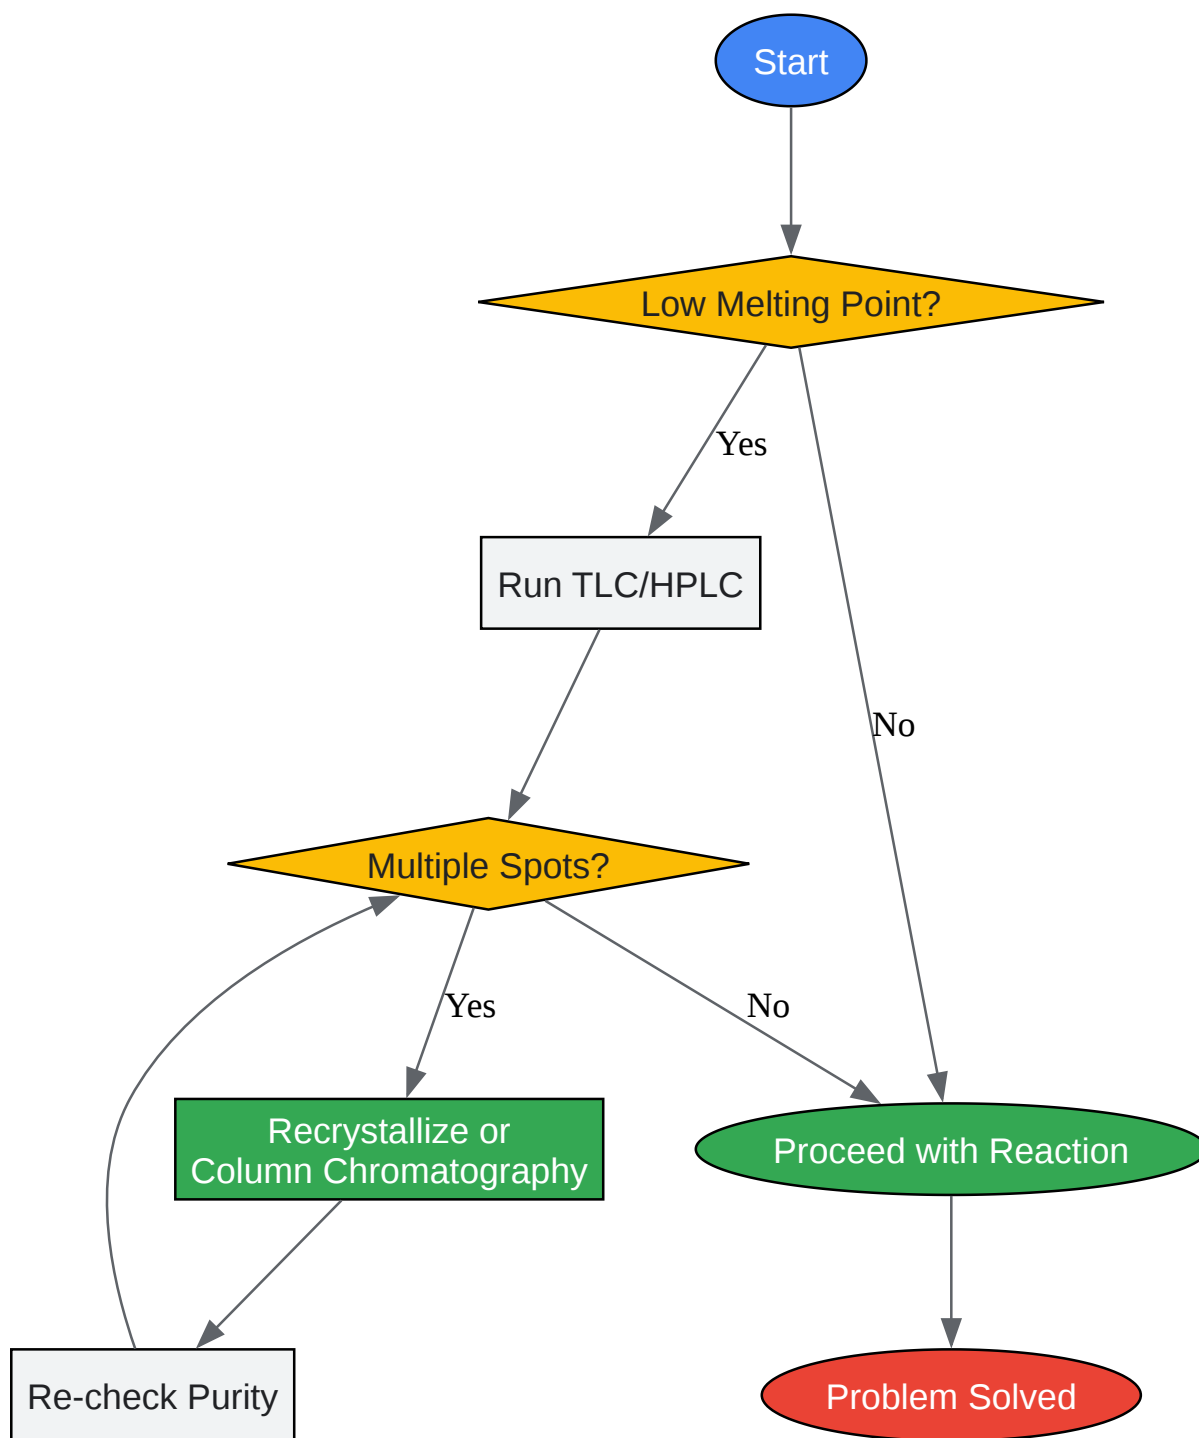 Start
Low Melting Point?
Yes
Run TLC/HPLC
No
Multiple Spots?
Yes
No
Recrystallize or
Column Chromatography
Proceed with Reaction
Re-check Purity
Problem Solved